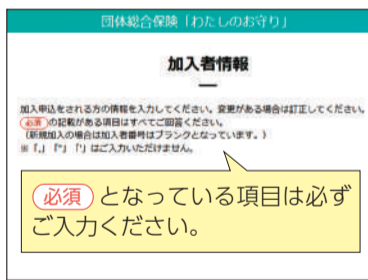 団体総合保険「わたしのお守り」
加入者情報
加入申込をされる方の情報を入力してください。変更がある場合は訂正してください。
必須の記載がある項目はすべてご回答ください。
（新規加入の場合は加入者番号はブランクとなっています。）
※「,」「"」「'」はご入力いただけません。
必須となっている項目は必ず
ご入力ください。